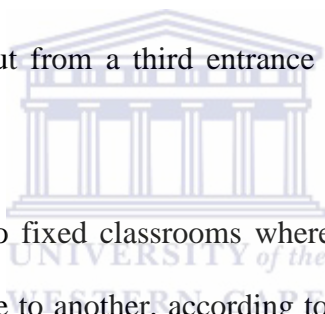 ut from a third entrance
o fixed classrooms where
UNIVERSITY of the
e to another, according to
WESTERN CAPE